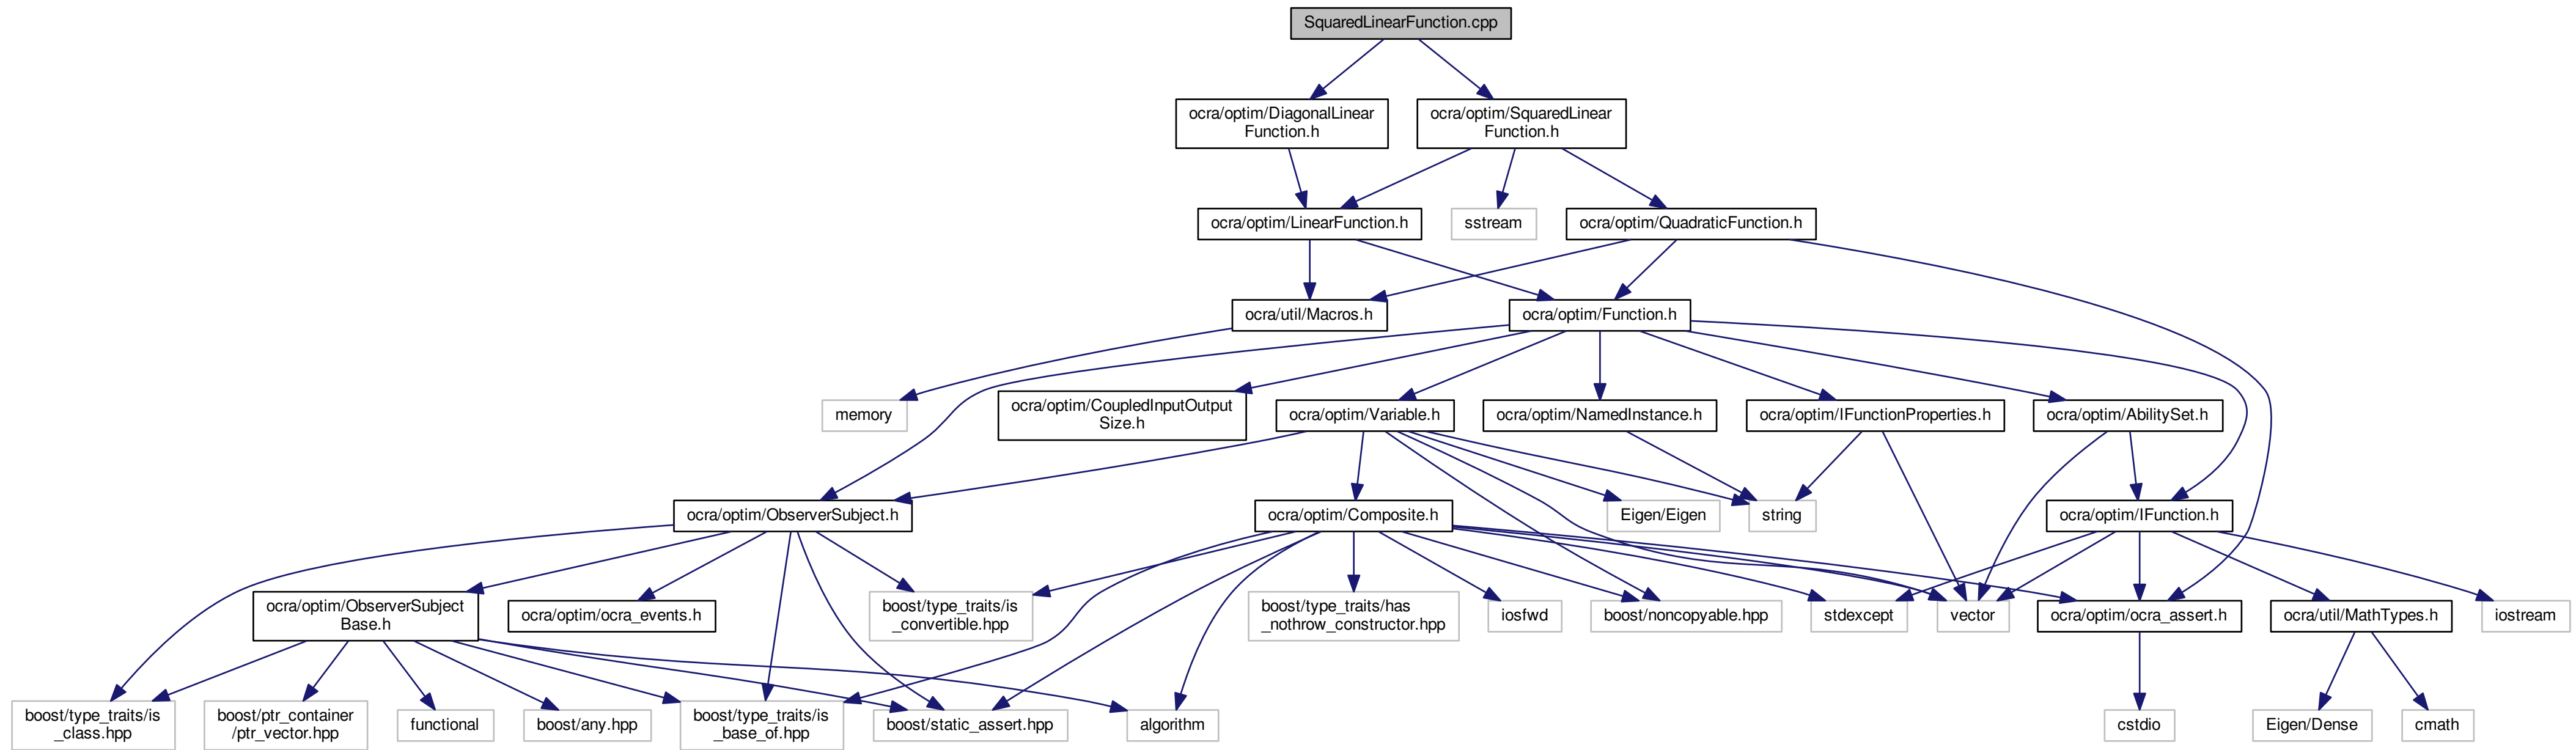 SquaredLinearFunction.cpp
ocra/optim/DiagonalLinear
Function.h
ocra/optim/SquaredLinear
Function.h
ocra/optim/LinearFunction.h
sstream
ocra/optim/QuadraticFunction.h
ocra/util/Macros.h
ocra/optim/Function.h
memory
ocra/optim/CoupledInputOutput
Size.h
ocra/optim/Variable.h
ocra/optim/NamedInstance.h
ocra/optim/IFunctionProperties.h
ocra/optim/AbilitySet.h
ocra/optim/ObserverSubject.h
ocra/optim/Composite.h
Eigen/Eigen
string
ocra/optim/IFunction.h
ocra/optim/ObserverSubject
Base.h
ocra/optim/ocra_events.h
boost/type_traits/is
_convertible.hpp
boost/type_traits/has
_nothrow_constructor.hpp
iosfwd
boost/noncopyable.hpp
stdexcept
vector
ocra/optim/ocra_assert.h
ocra/util/MathTypes.h
iostream
boost/type_traits/is
_class.hpp
boost/ptr_container
/ptr_vector.hpp
functional
boost/any.hpp
boost/type_traits/is
_base_of.hpp
boost/static_assert.hpp
algorithm
cstdio
Eigen/Dense
cmath